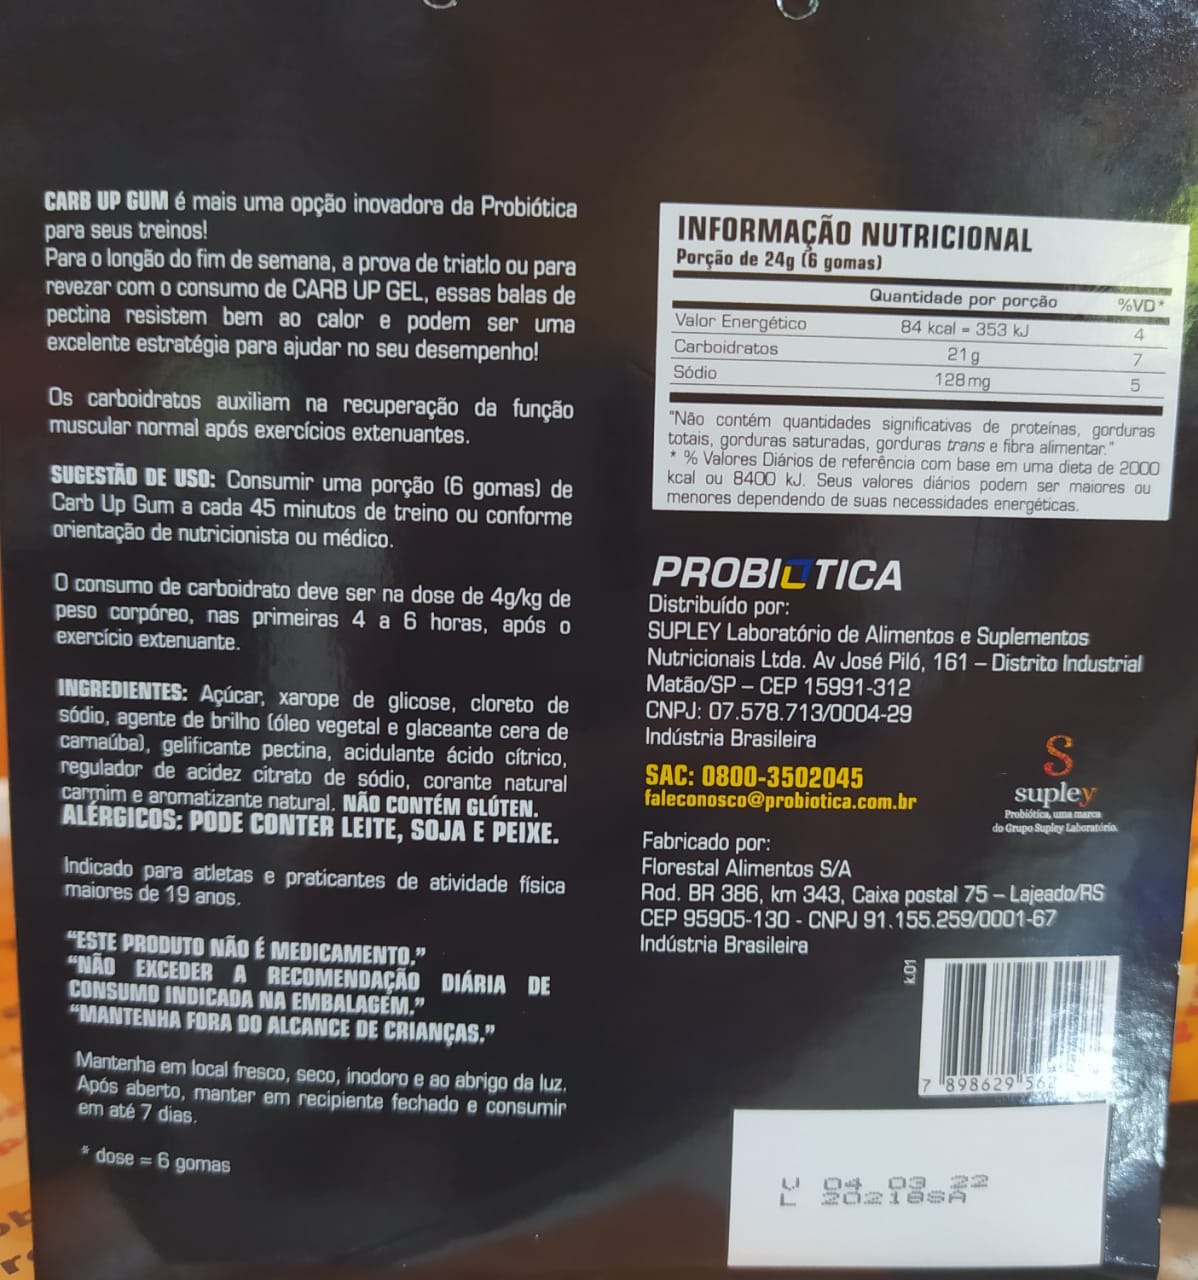 CARB UP GUM é mais uma opção inovadora da Probiótica
para seus treinos!
Para o longão do fim de semana, a prova de triatlo ou para
revezar com o consumo de CARB UP GEL, essas balas de
pectina resistem bem ao calor e podem ser uma
excelente estratégia para ajudar no seu desempenho!
Os carboidratos auxiliam na recuperação da função
muscular normal após exercícios extenuantes.
SUGESTÃO DE USO: Consumir uma porção (6 gomas) de
Carb Up Gum a cada 45 minutos de treino ou conforme
orientação de nutricionista ou médico.
O consumo de carboidrato deve ser na dose de 4g/kg de
peso corpóreo, nas primeiras 4 a 6 horas, após o
exercício extenuante.
INGREDIENTES: Açúcar, xarope de glicose, cloreto de
sódio, agente de brilho (óleo vegetal e glaceante cera de
carnaúba), gelificante pectina, acidulante ácido cítrico,
regulador de acidez citrato de sódio, corante natural
carmim e aromatizante natural. NÃO CONTÉM GLÚTEN.
ALÉRGICOS: PODE CONTER LEITE, SOJA E PEIXE.
Indicado para atletas e praticantes de atividade física
maiores de 19 anos.
"ESTE PRODUTO NÃO É MEDICAMENTO."
"NÃO EXCEDER A RECOMENDAÇÃO DIÁRIA DE
CONSUMO INDICADA NA EMBALAGEM."
"MANTENHA FORA DO ALCANCE DE CRIANÇAS."
Mantenha em local fresco, seco, inodoro e ao abrigo da luz.
Após aberto, manter em recipiente fechado e consumir
em até 7 dias.
* dose = 6 gomas
INFORMAÇÃO NUTRICIONAL
Porção de 24g (6 gomas)
Quantidade por porção %VD*
Valor Energético 84 kcal = 353 kJ 4
Carboidratos 21 g 7
Sódio 128 mg 5
"Não contém quantidades significativas de proteínas, gorduras
totais, gorduras saturadas, gorduras trans e fibra alimentar."
* % Valores Diários de referência com base em uma dieta de 2000
kcal ou 8400 kJ. Seus valores diários podem ser maiores ou
menores dependendo de suas necessidades energéticas.
PROBIOTICA
Distribuído por:
SUPLEY Laboratório de Alimentos e Suplementos
Nutricionais Ltda. Av José Piló, 161 – Distrito Industrial
Matão/SP – CEP 15991-312
CNPJ: 07.578.713/0004-29
Indústria Brasileira
SAC: 0800-3502045
faleconosco@probiotica.com.br
supley
Probiótica, uma marca
do Grupo Supley Laboratório.
Fabricado por:
Florestal Alimentos S/A
Rod. BR 386, km 343, Caixa postal 75 – Lajeado/RS
CEP 95905-130 - CNPJ 91.155.259/0001-67
Indústria Brasileira
k.01
7 898629 562
V 04 03 22
L 20218SA